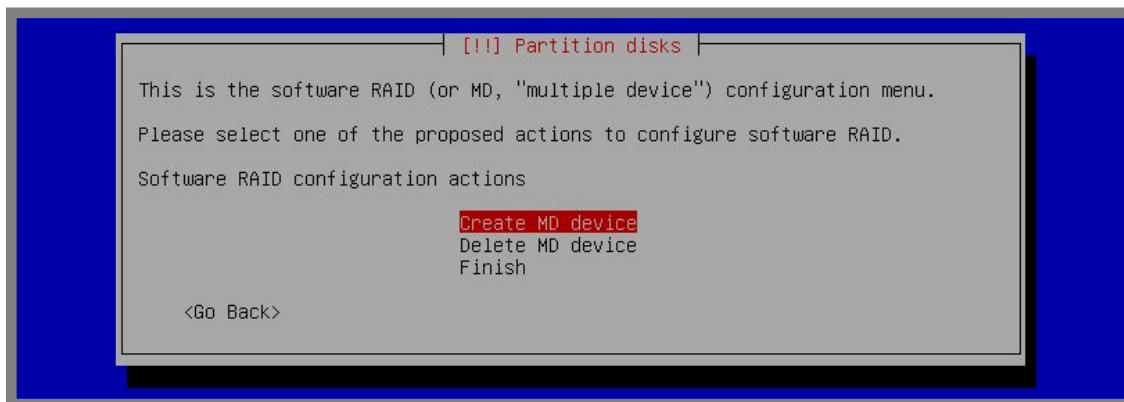 [!!] Partition disks
This is the software RAID (or MD, "multiple device") configuration menu.
Please select one of the proposed actions to configure software RAID.
Software RAID configuration actions
Create MD device
Delete MD device
Finish
<Go Back>